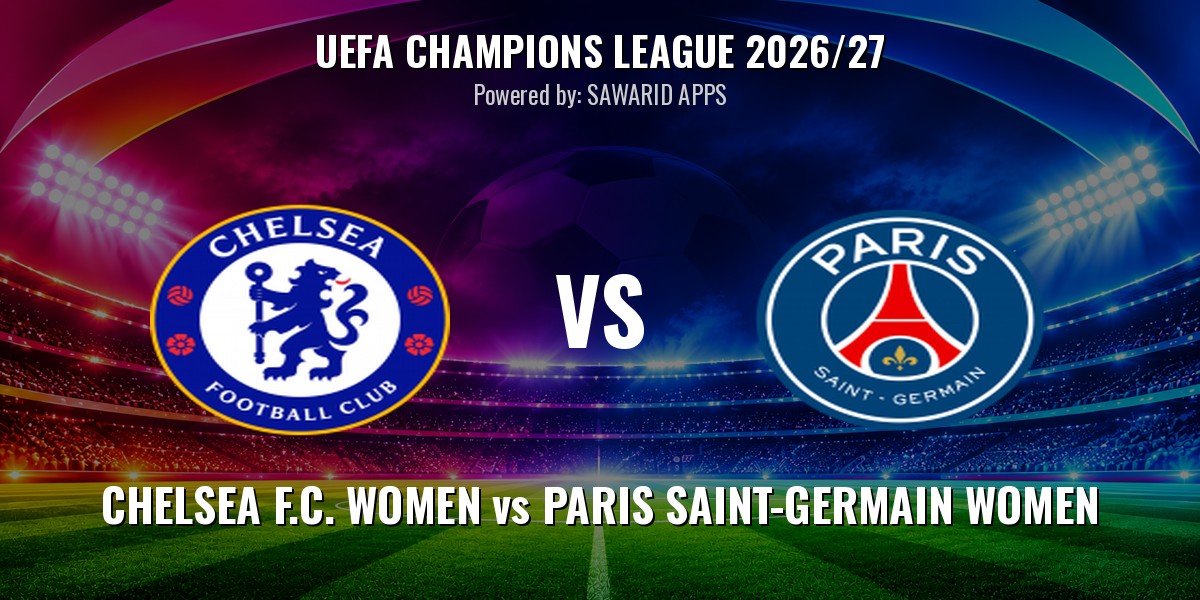 UEFA CHAMPIONS LEAGUE 2026/27
Powered by: SAWARID APPS
CHELSEA
FOOTBALL CLUB
VS
PARIS
SAINT-GERMAIN
CHELSEA F.C. WOMEN vs PARIS SAINT-GERMAIN WOMEN